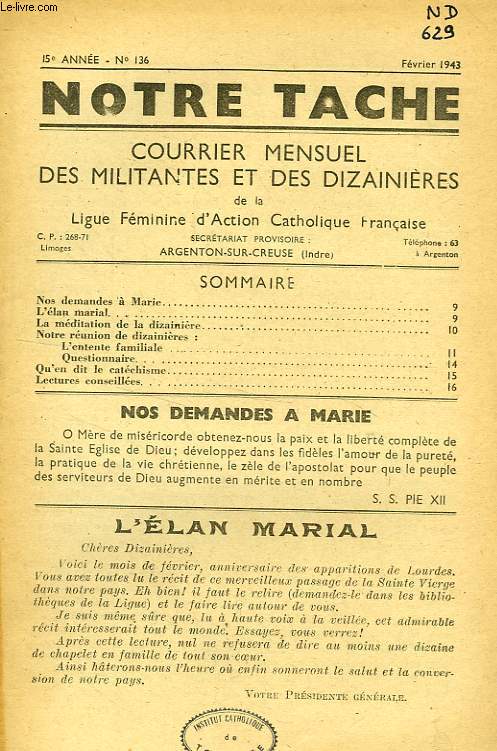 Le-livre.com
ND
629
15e ANNÉE - No 136 Février 1943
NOTRE TACHE
COURRIER MENSUEL
DES MILITANTES ET DES DIZAINIÈRES
de la
Ligue Féminine d'Action Catholique Française
C. P. : 268-71 SECRÉTARIAT PROVISOIRE : Téléphone : 63
Limoges ARGENTON-SUR-CREUSE (Indre) à Argenton
SOMMAIRE
Nos demandes à Marie 9
L'élan marial 9
La méditation de la dizainière 10
Notre réunion de dizainières :
L'entente familiale 11
Questionnaire 14
Qu'en dit le catéchisme 15
Lectures conseillées 16
NOS DEMANDES A MARIE
O Mère de miséricorde obtenez-nous la paix et la liberté complète de
la Sainte Eglise de Dieu ; développez dans les fidèles l'amour de la pureté,
la pratique de la vie chrétienne, le zèle de l'apostolat pour que le peuple
des serviteurs de Dieu augmente en mérite et en nombre
S. S. PIE XII
L'ÉLAN MARIAL
Chères Dizainières,
Voici le mois de février, anniversaire des apparitions de Lourdes.
Vous avez toutes lu le récit de ce merveilleux passage de la Sainte Vierge
dans notre pays. Eh bien! il faut le relire (demandez-le dans les biblio-
thèques de la Ligue) et le faire lire autour de vous.
Je suis même sûre que, lu à haute voix à la veillée, cet admirable
récit intéresserait tout le monde. Essayez, vous verrez!
Après cette lecture, nul ne refusera de dire au moins une dizaine
de chapelet en famille de tout son cœur.
Ainsi hâterons-nous l'heure où enfin sonneront le salut et la conver-
sion de notre pays.
VOTRE PRÉSIDENTE GÉNÉRALE.
INSTITUT CATHOLIQUE
de